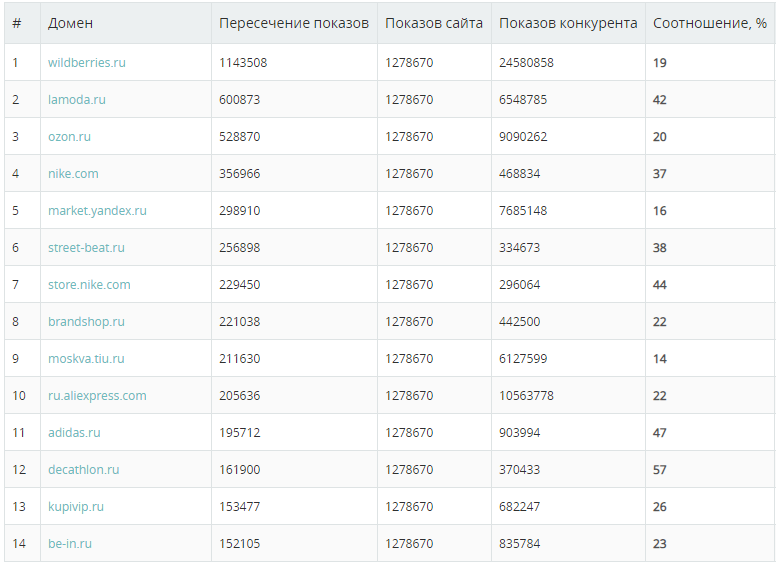 # Домен Пересечение показов Показов сайта Показов конкурента Соотношение, %
1 wildberries.ru 1143508 1278670 24580858 19
2 lamoda.ru 600873 1278670 6548785 42
3 ozon.ru 528870 1278670 9090262 20
4 nike.com 356966 1278670 468834 37
5 market.yandex.ru 298910 1278670 7685148 16
6 street-beat.ru 256898 1278670 334673 38
7 store.nike.com 229450 1278670 296064 44
8 brandshop.ru 221038 1278670 442500 22
9 moskva.tiu.ru 211630 1278670 6127599 14
10 ru.aliexpress.com 205636 1278670 10563778 22
11 adidas.ru 195712 1278670 903994 47
12 decathlon.ru 161900 1278670 370433 57
13 kupivip.ru 153477 1278670 682247 26
14 be-in.ru 152105 1278670 835784 23